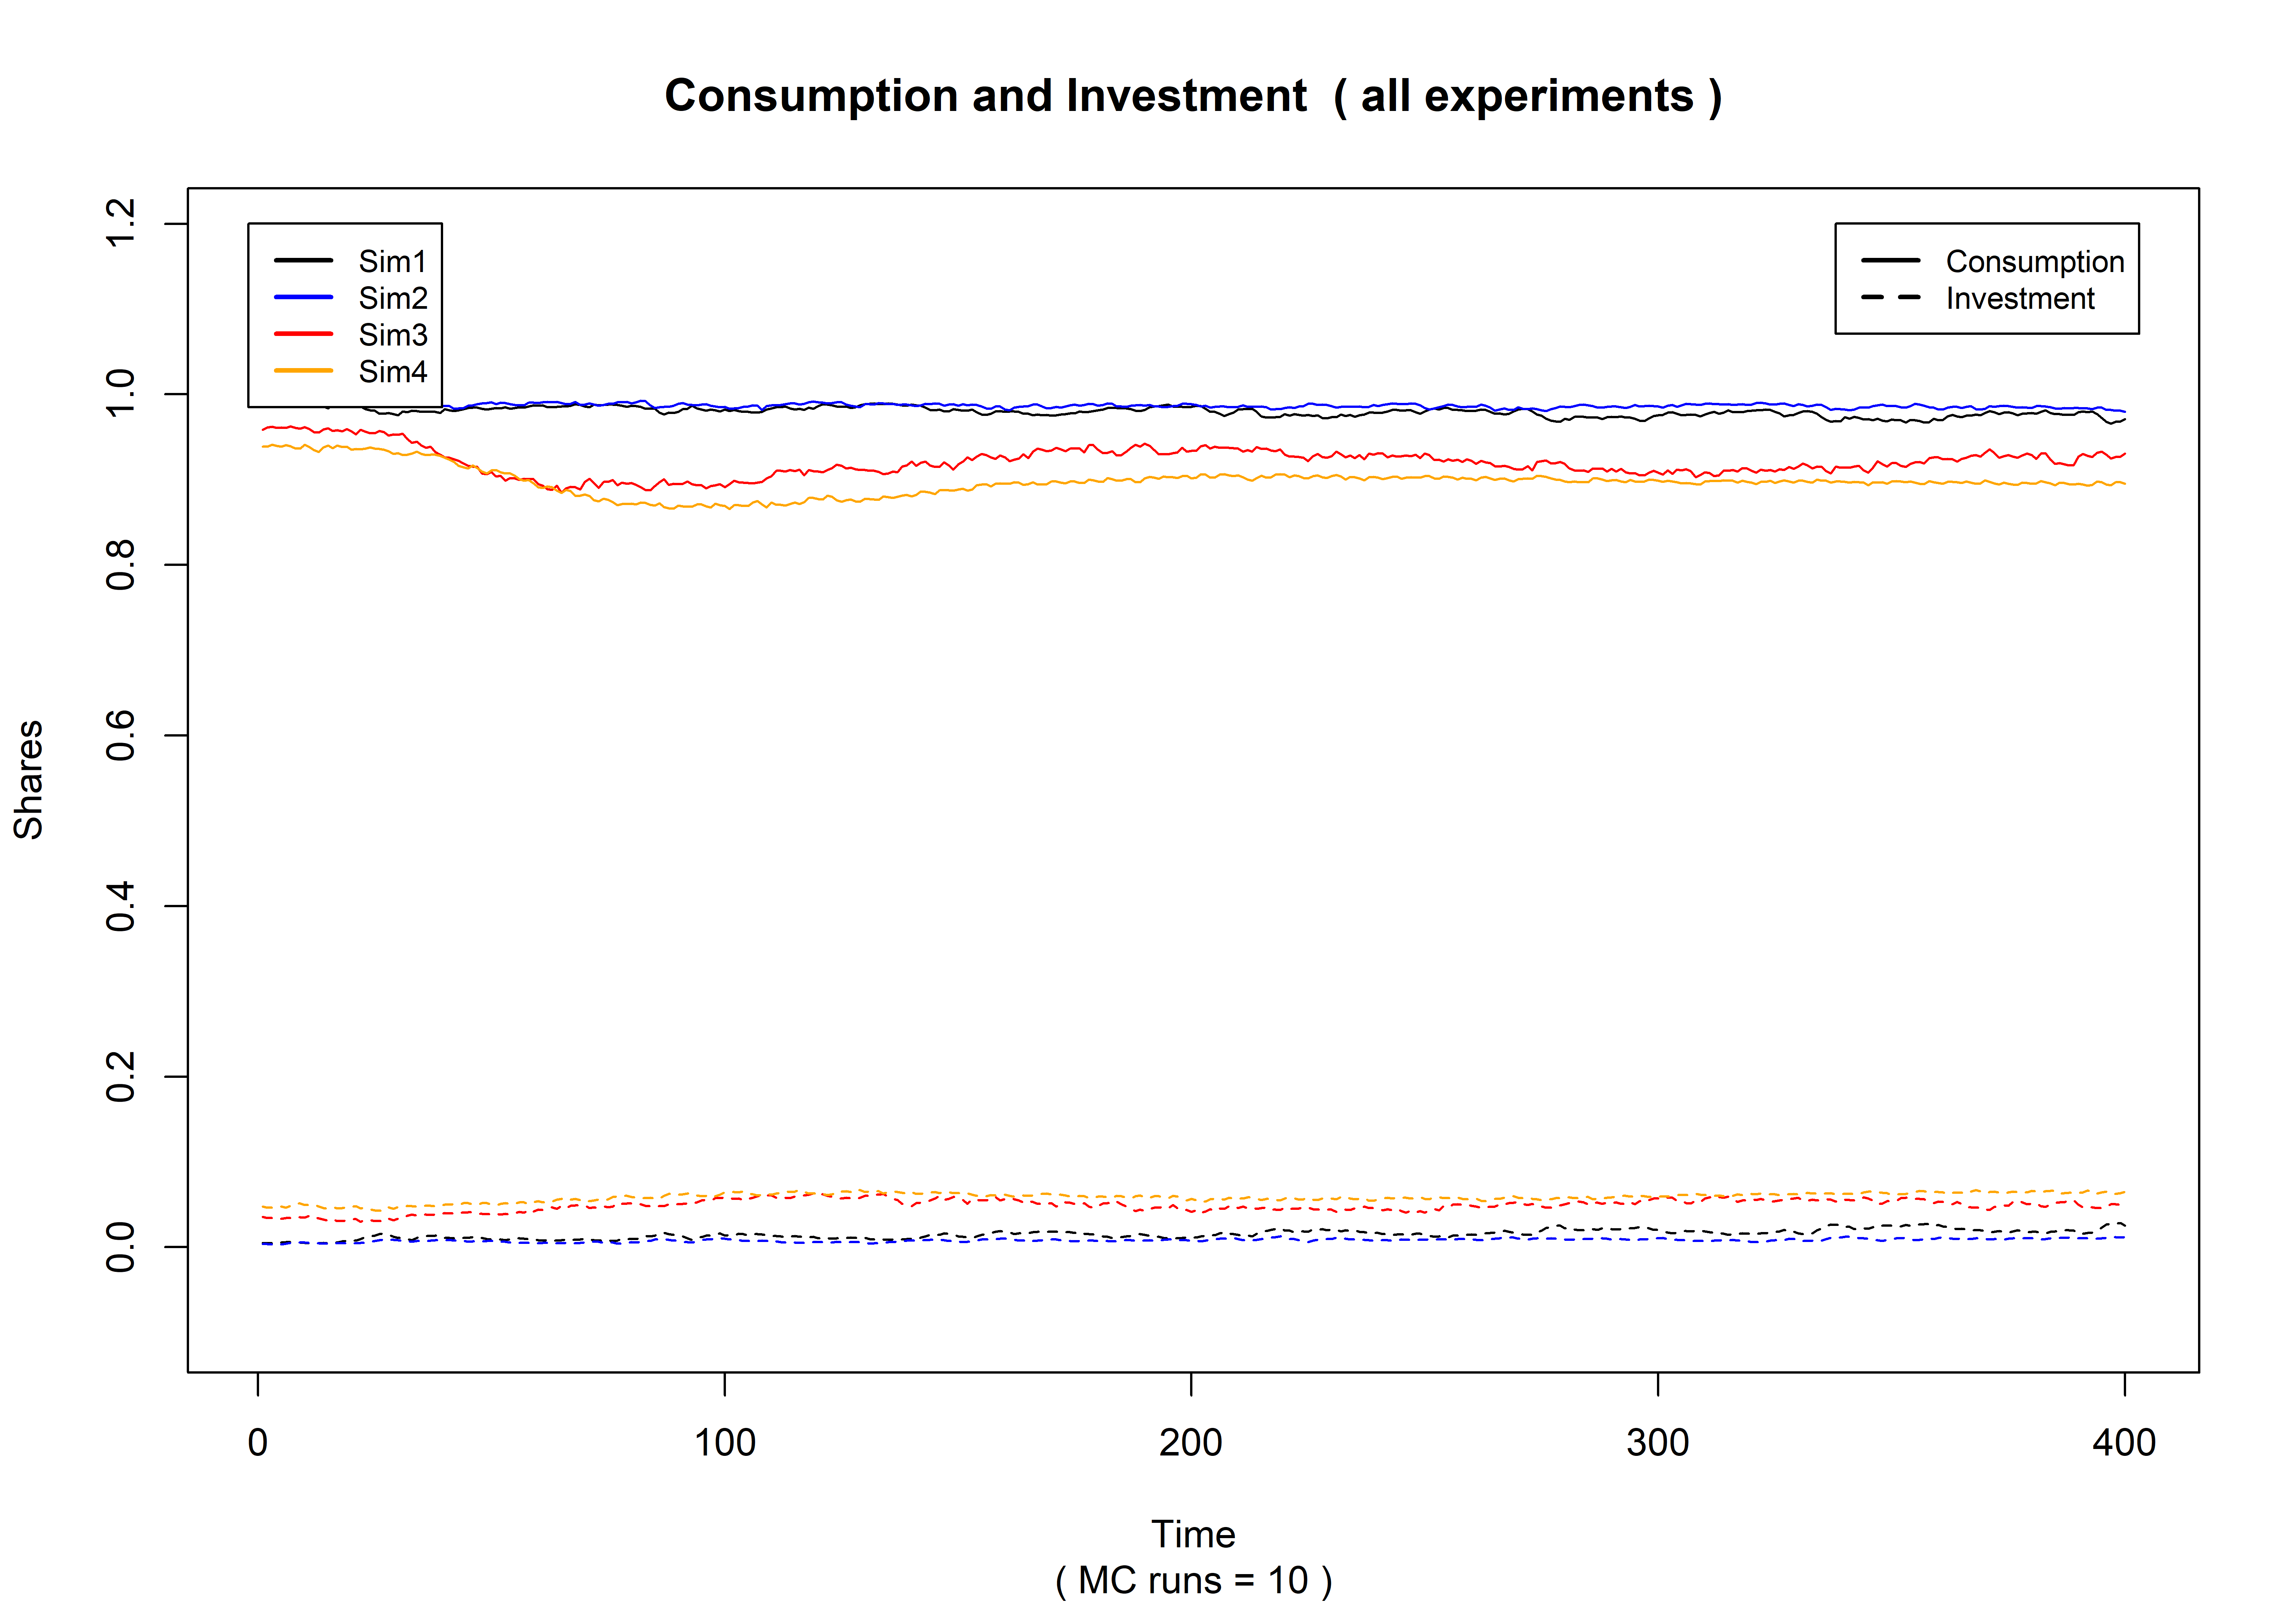 Consumption and Investment ( all experiments )
1.2
1.0
0.8
0.6
0.4
0.2
0.0
Shares
Sim1
Sim2
Sim3
Sim4
Consumption
Investment
0 100 200 300 400
Time
( MC runs = 10 )